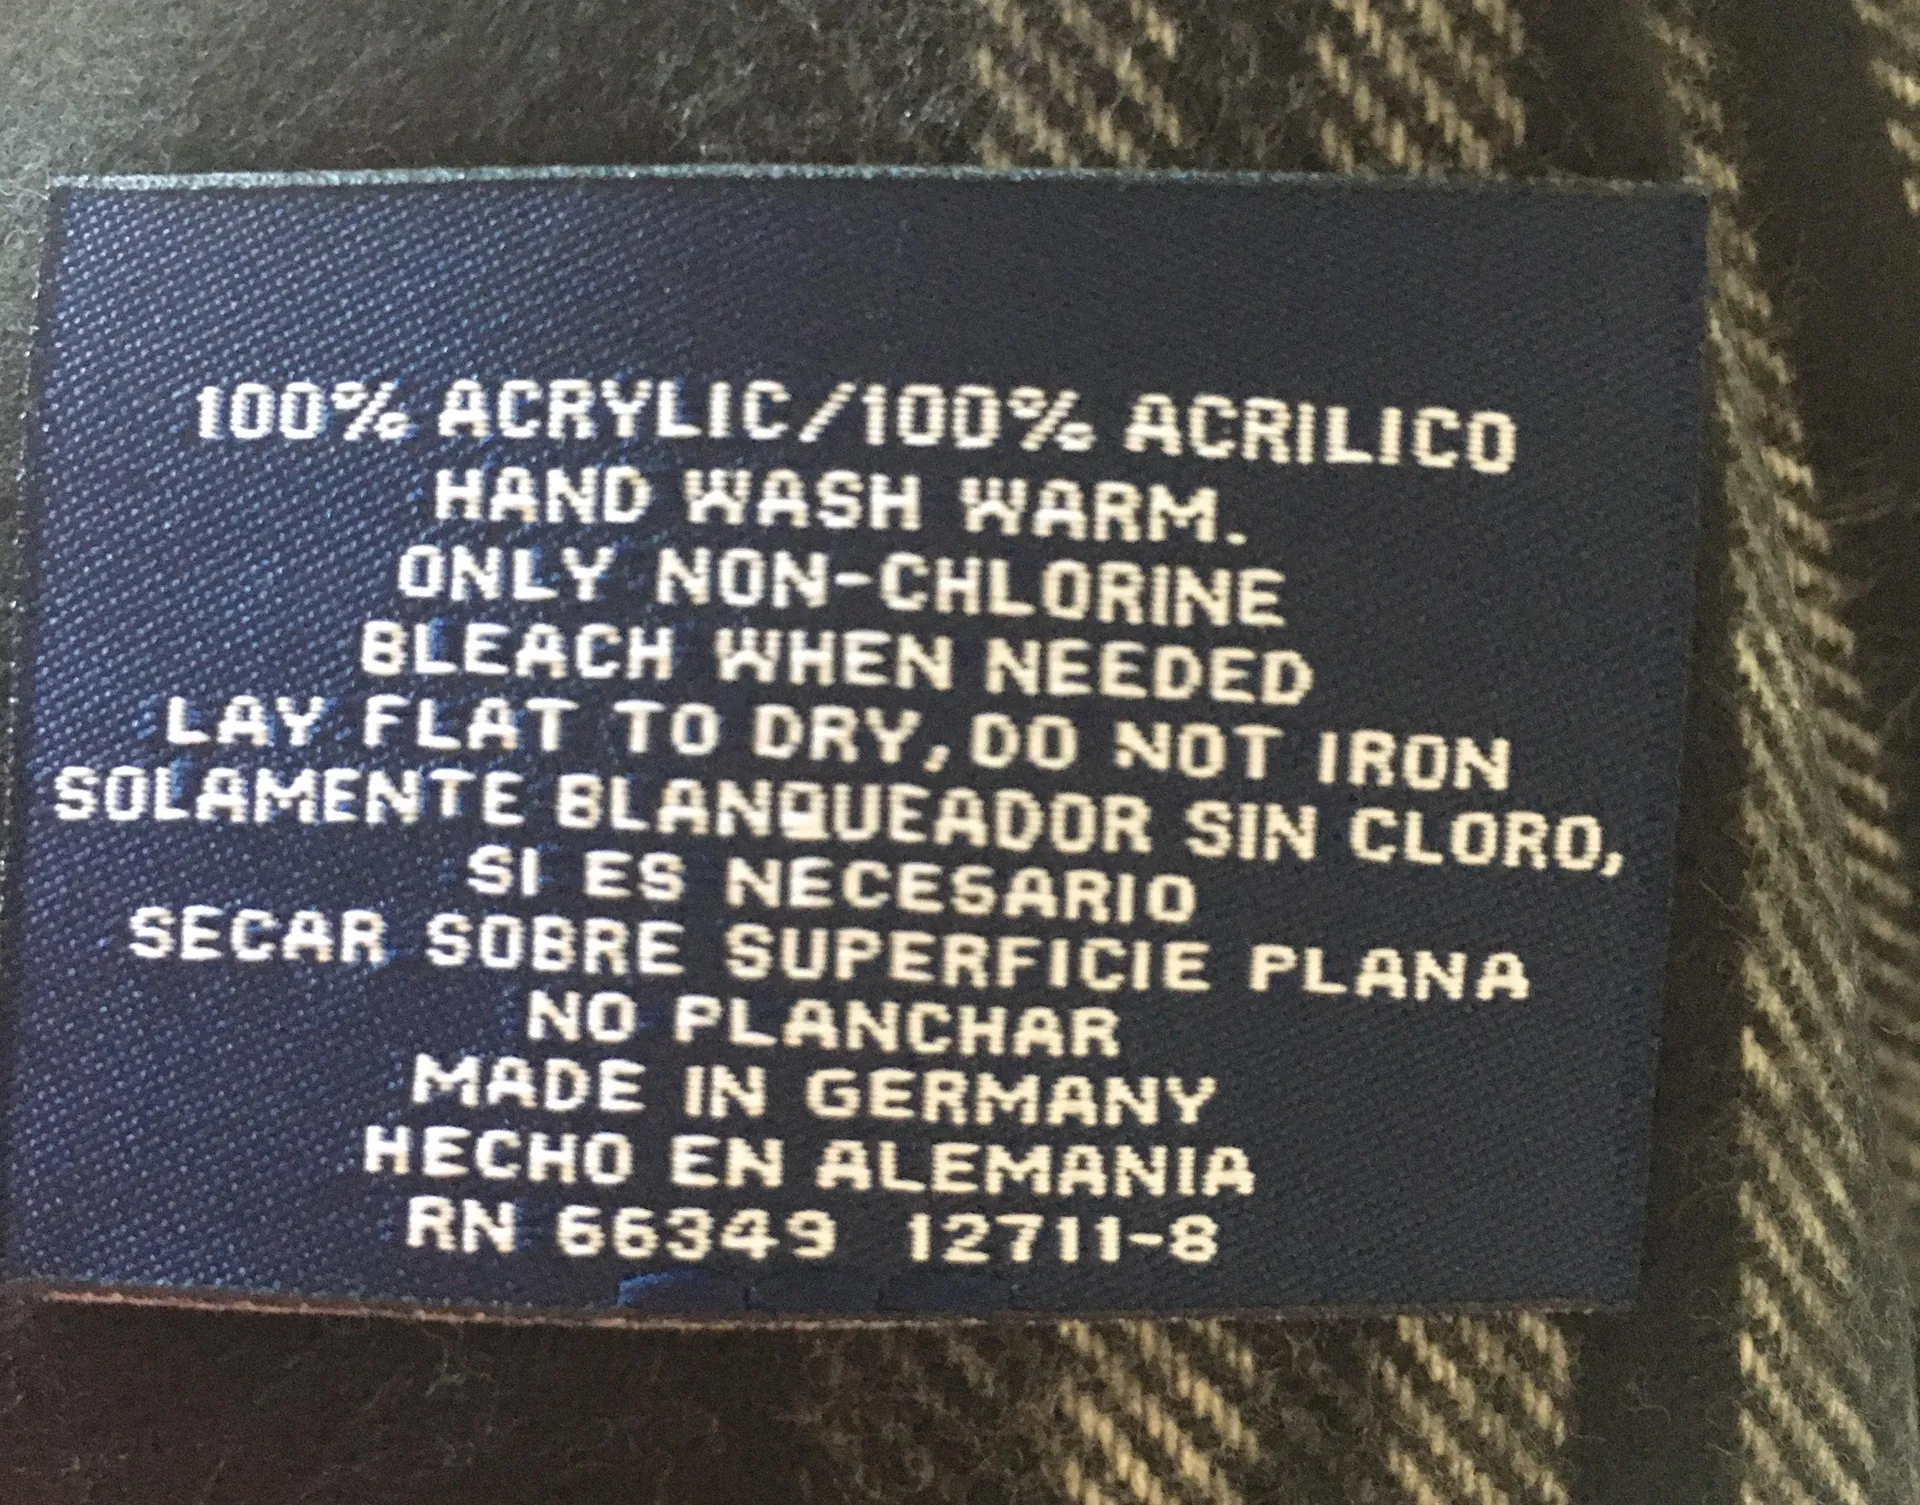 100% ACRYLIC/100% ACRILICO
HAND WASH WARM.
ONLY NON-CHLORINE
BLEACH WHEN NEEDED
LAY FLAT TO DRY, DO NOT IRON
SOLAMENTE BLANQUEADOR SIN CLORO,
SI ES NECESARIO
SECAR SOBRE SUPERFICIE PLANA
NO PLANCHAR
MADE IN GERMANY
HECHO EN ALEMANIA
RN 66349 12711-8